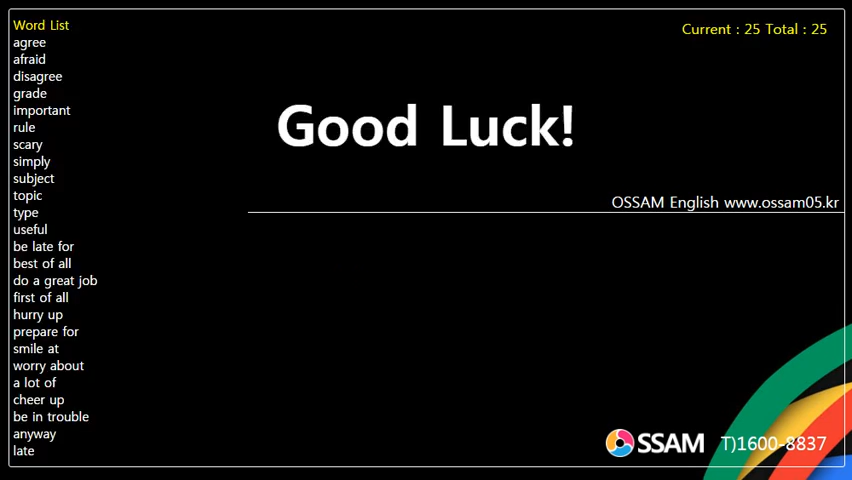 Word List
agree
afraid
disagree
grade
important
rule
scary
simply
subject
topic
type
useful
be late for
best of all
do a great job
first of all
hurry up
prepare for
smile at
worry about
a lot of
cheer up
be in trouble
anyway
late
Current : 25 Total : 25
Good Luck!
OSSAM English www.ossam05.kr
OSSAM T)1600-8837